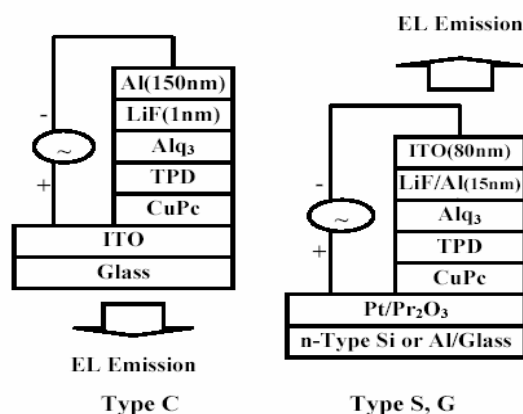 Al(150nm)
LiF(1nm)
Alq₃
TPD
CuPc
ITO
Glass
-
~
+
EL Emission
Type C
EL Emission
ITO(80nm)
LiF/Al(15nm)
Alq₃
TPD
CuPc
Pt/Pr₂O₃
n-Type Si or Al/Glass
-
~
+
Type S, G